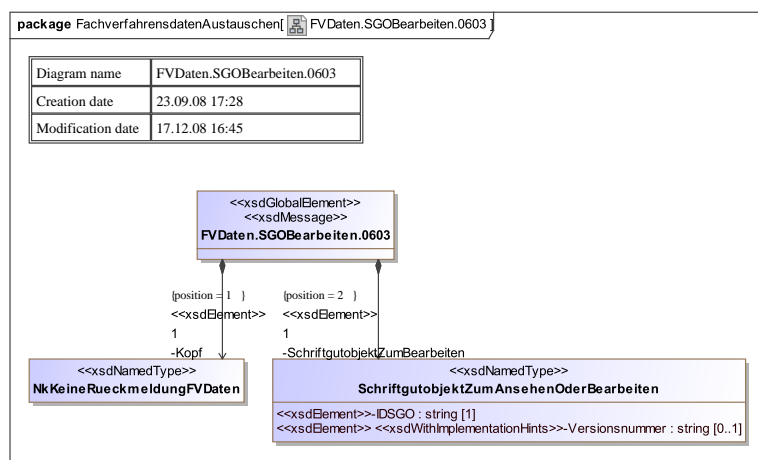 package FachverfahrensdatenAustauschen[ FVDaten.SGOBearbeiten.0603 ]
Diagram name FVDaten.SGOBearbeiten.0603
Creation date 23.09.08 17:28
Modification date 17.12.08 16:45
<<xsdGlobalElement>>
<<xsdMessage>>
FVDaten.SGOBearbeiten.0603
{position = 1 } {position = 2 }
<<xsdElement>> <<xsdElement>>
1 1
-Kopf -SchriftgutobjektZumBearbeiten
<<xsdNamedType>>
NkKeineRueckmeldungFVDaten
<<xsdNamedType>>
SchriftgutobjektZumAnsehenOderBearbeiten
<<xsdElement>>-IDSGO : string [1]
<<xsdElement>> <<xsdWithImplementationHints>>-Versionsnummer : string [0..1]